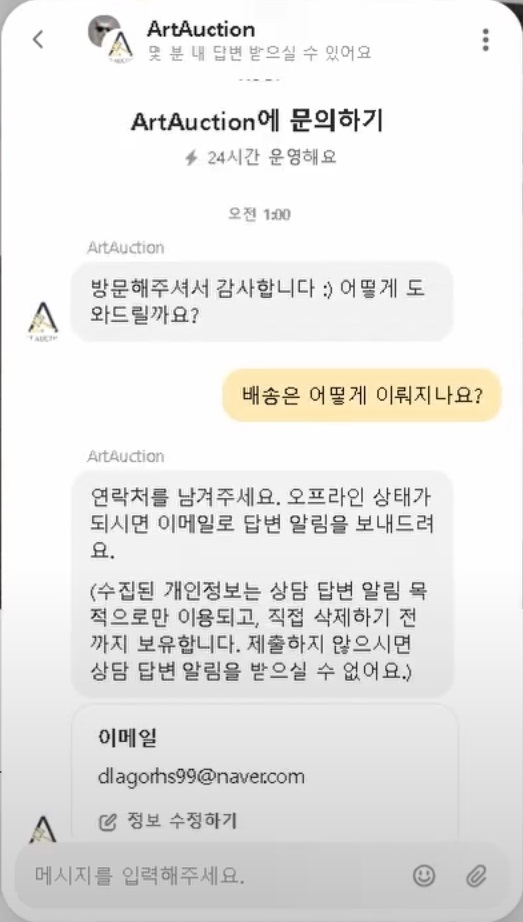 ArtAuction
몇 분 내 답변 받으실 수 있어요
ArtAuction에 문의하기
24시간 운영해요
오전 1:00
ArtAuction
방문해주셔서 감사합니다 :) 어떻게 도
와드릴까요?
배송은 어떻게 이뤄지나요?
ArtAuction
연락처를 남겨주세요. 오프라인 상태가
되시면 이메일로 답변 알림을 보내드려
요.
(수집된 개인정보는 상담 답변 알림 목
적으로만 이용되고, 직접 삭제하기 전
까지 보유합니다. 제출하지 않으시면
상담 답변 알림을 받으실 수 없어요.)
이메일
dlagorhs99@naver.com
정보 수정하기
메시지를 입력해주세요.